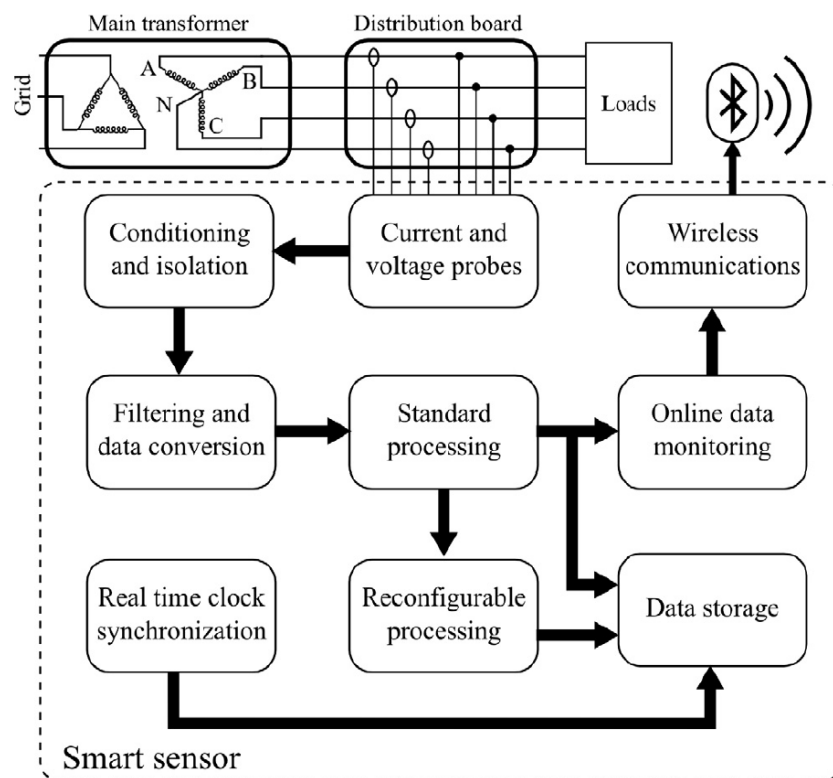 Main transformer
Distribution board
Grid
A
B
N
C
Loads
Conditioning
and isolation
Current and
voltage probes
Wireless
communications
Filtering and
data conversion
Standard
processing
Online data
monitoring
Real time clock
synchronization
Reconfigurable
processing
Data storage
Smart sensor